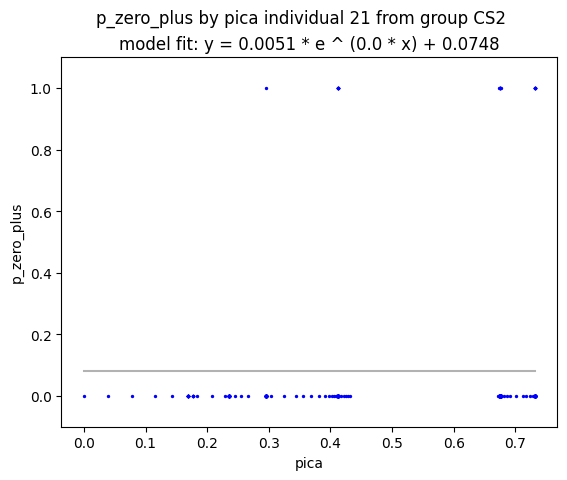 p_zero_plus by pica individual 21 from group CS2
model fit: y = 0.0051 * e ^ (0.0 * x) + 0.0748
1.0
0.8
0.6
0.4
0.2
0.0
p_zero_plus
0.0 0.1 0.2 0.3 0.4 0.5 0.6 0.7
pica